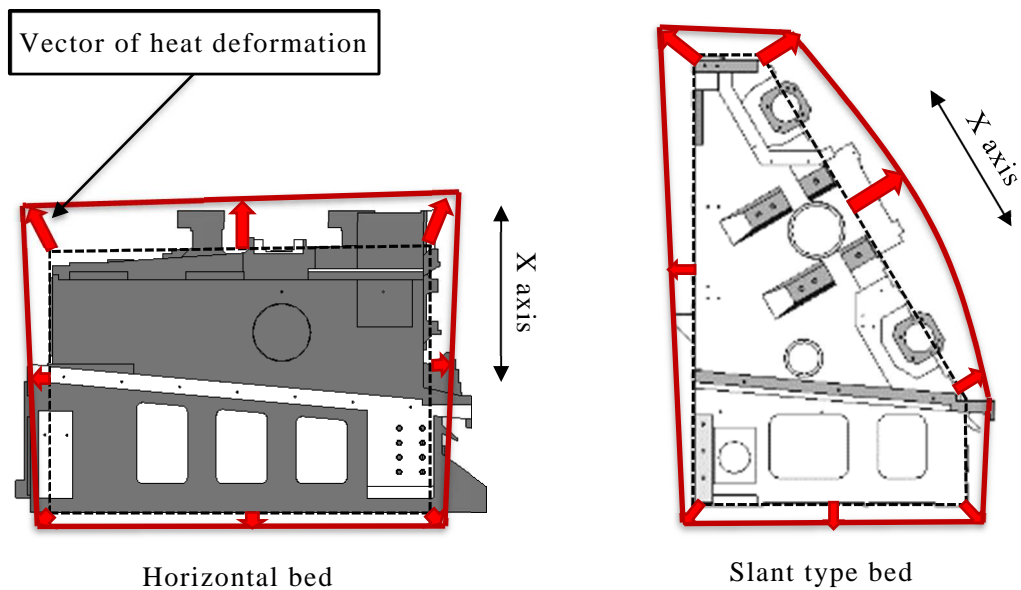 Vector of heat deformation
X axis
X axis
Horizontal bed
Slant type bed